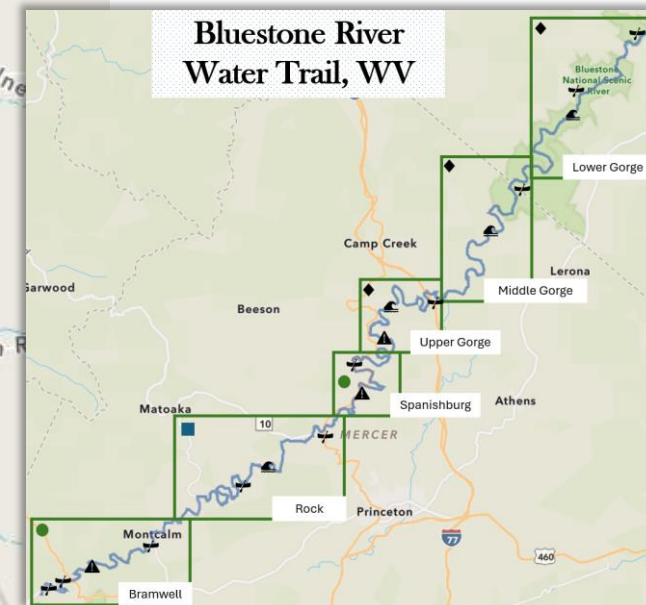 Bluestone River
Water Trail, WV
Bluestone
National Scenic
River
Lower Gorge
Camp Creek
Lerona
Middle Gorge
Garwood
Beeson
Upper Gorge
Spanishburg
Athens
Matoaka
10
MERCER
Rock
Princeton
Montcalm
77
460
Bramwell